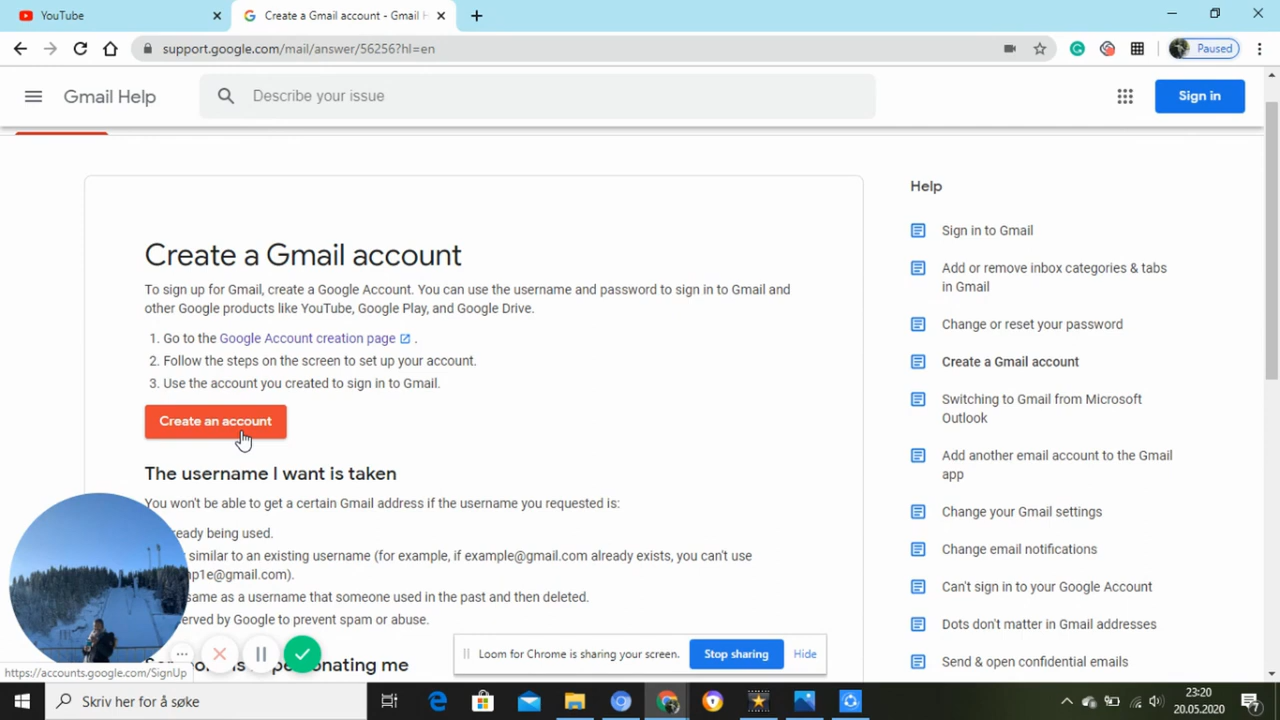 YouTube
Create a Gmail account - Gmail H
support.google.com/mail/answer/56256?hl=en
Paused
Gmail Help
Describe your issue
Sign in
Create a Gmail account
To sign up for Gmail, create a Google Account. You can use the username and password to sign in to Gmail and
other Google products like YouTube, Google Play, and Google Drive.
1. Go to the Google Account creation page .
2. Follow the steps on the screen to set up your account.
3. Use the account you created to sign in to Gmail.
Create an account
The username I want is taken
You won't be able to get a certain Gmail address if the username you requested is:
ready being used.
similar to an existing username (for example, if example@gmail.com already exists, you can't use
mp1e@gmail.com).
same as a username that someone used in the past and then deleted.
served by Google to prevent spam or abuse.
onating me
Help
Sign in to Gmail
Add or remove inbox categories & tabs
in Gmail
Change or reset your password
Create a Gmail account
Switching to Gmail from Microsoft
Outlook
Add another email account to the Gmail
app
Change your Gmail settings
Change email notifications
Can't sign in to your Google Account
Dots don't matter in Gmail addresses
Send & open confidential emails
Loom for Chrome is sharing your screen.
Stop sharing
Hide
https://accounts.google.com/SignUp
Skriv her for å søke
23:20
20.05.2020
7